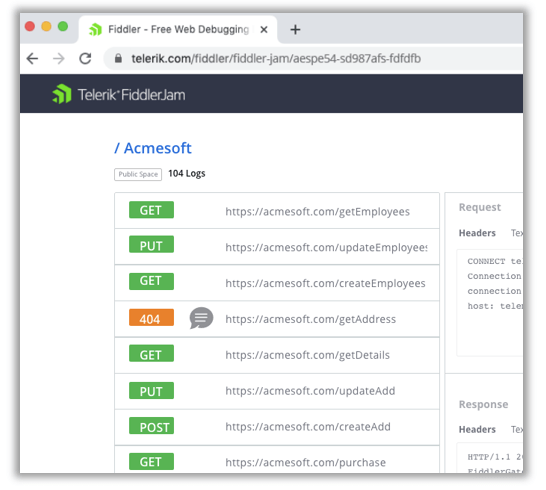 Fiddler - Free Web Debugging
telerik.com/fiddler/fiddler-jam/aespe54-sd987afs-fdfdfb
Telerik FiddlerJam
/ Acmesoft
Public Space
104 Logs
GET https://acmesoft.com/getEmployees
PUT https://acmesoft.com/updateEmployees
GET https://acmesoft.com/createEmployees
404 https://acmesoft.com/getAddress
GET https://acmesoft.com/getDetails
PUT https://acmesoft.com/updateAdd
POST https://acmesoft.com/createAdd
GET https://acmesoft.com/purchase
Request
Headers Tex
CONNECT te
Connection
connection
host: teler
Response
Headers Tex
HTTP/1.1 20
FiddlerGat